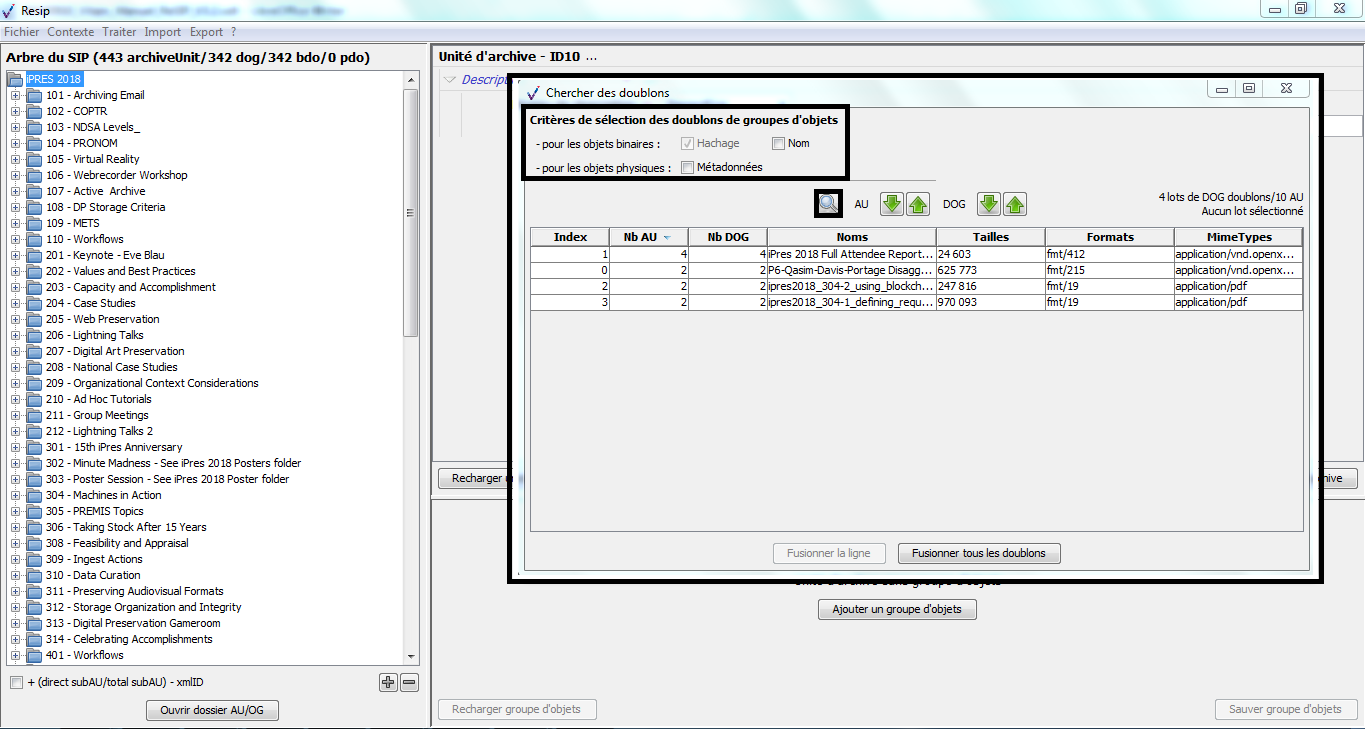 Resip
Fichier Contexte Traiter Import Export ?
Arbre du SIP (443 archiveUnit/342 dog/342 bdo/0 pdo)
iPRES 2018
101 - Archiving Email
102 - COPTR
103 - NDSA Levels_
104 - PRONOM
105 - Virtual Reality
106 - Webrecorder Workshop
107 - Active Archive
108 - DP Storage Criteria
109 - METS
110 - Workflows
201 - Keynote - Eve Blau
202 - Values and Best Practices
203 - Capacity and Accomplishment
204 - Case Studies
205 - Web Preservation
206 - Lightning Talks
207 - Digital Art Preservation
208 - National Case Studies
209 - Organizational Context Considerations
210 - Ad Hoc Tutorials
211 - Group Meetings
212 - Lightning Talks 2
301 - 15th iPres Anniversary
302 - Minute Madness - See iPres 2018 Posters folder
303 - Poster Session - See iPres 2018 Poster folder
304 - Machines in Action
305 - PREMIS Topics
306 - Taking Stock After 15 Years
308 - Feasibility and Appraisal
309 - Ingest Actions
310 - Data Curation
311 - Preserving Audiovisual Formats
312 - Storage Organization and Integrity
313 - Digital Preservation Gameroom
314 - Celebrating Accomplishments
401 - Workflows
+ (direct subAU/total subAU) - xmlID
Ouvrir dossier AU/OG
Unité d'archive - ID10 ...
Descript
Chercher des doublons
Critères de sélection des doublons de groupes d'objets
- pour les objets binaires : Hachage Nom
- pour les objets physiques : Métadonnées
AU DOG
4 lots de DOG doublons/10 AU
Aucun lot sélectionné
Index Nb AU Nb DOG Noms Tailles Formats MimeTypes
1 4 4 iPres 2018 Full Attendee Report... 24 603 fmt/412 application/vnd.openx...
0 2 2 P6-Qasim-Davis-Portage Disagg... 625 773 fmt/215 application/vnd.openx...
2 2 2 ipres2018_304-2_using_blockch... 247 816 fmt/19 application/pdf
3 2 2 ipres2018_304-1_defining_requ... 970 093 fmt/19 application/pdf
Fusionner la ligne Fusionner tous les doublons
Recharger hive
Unité d'archive sans groupe d'objets
Ajouter un groupe d'objets
Recharger groupe d'objets Sauver groupe d'objets